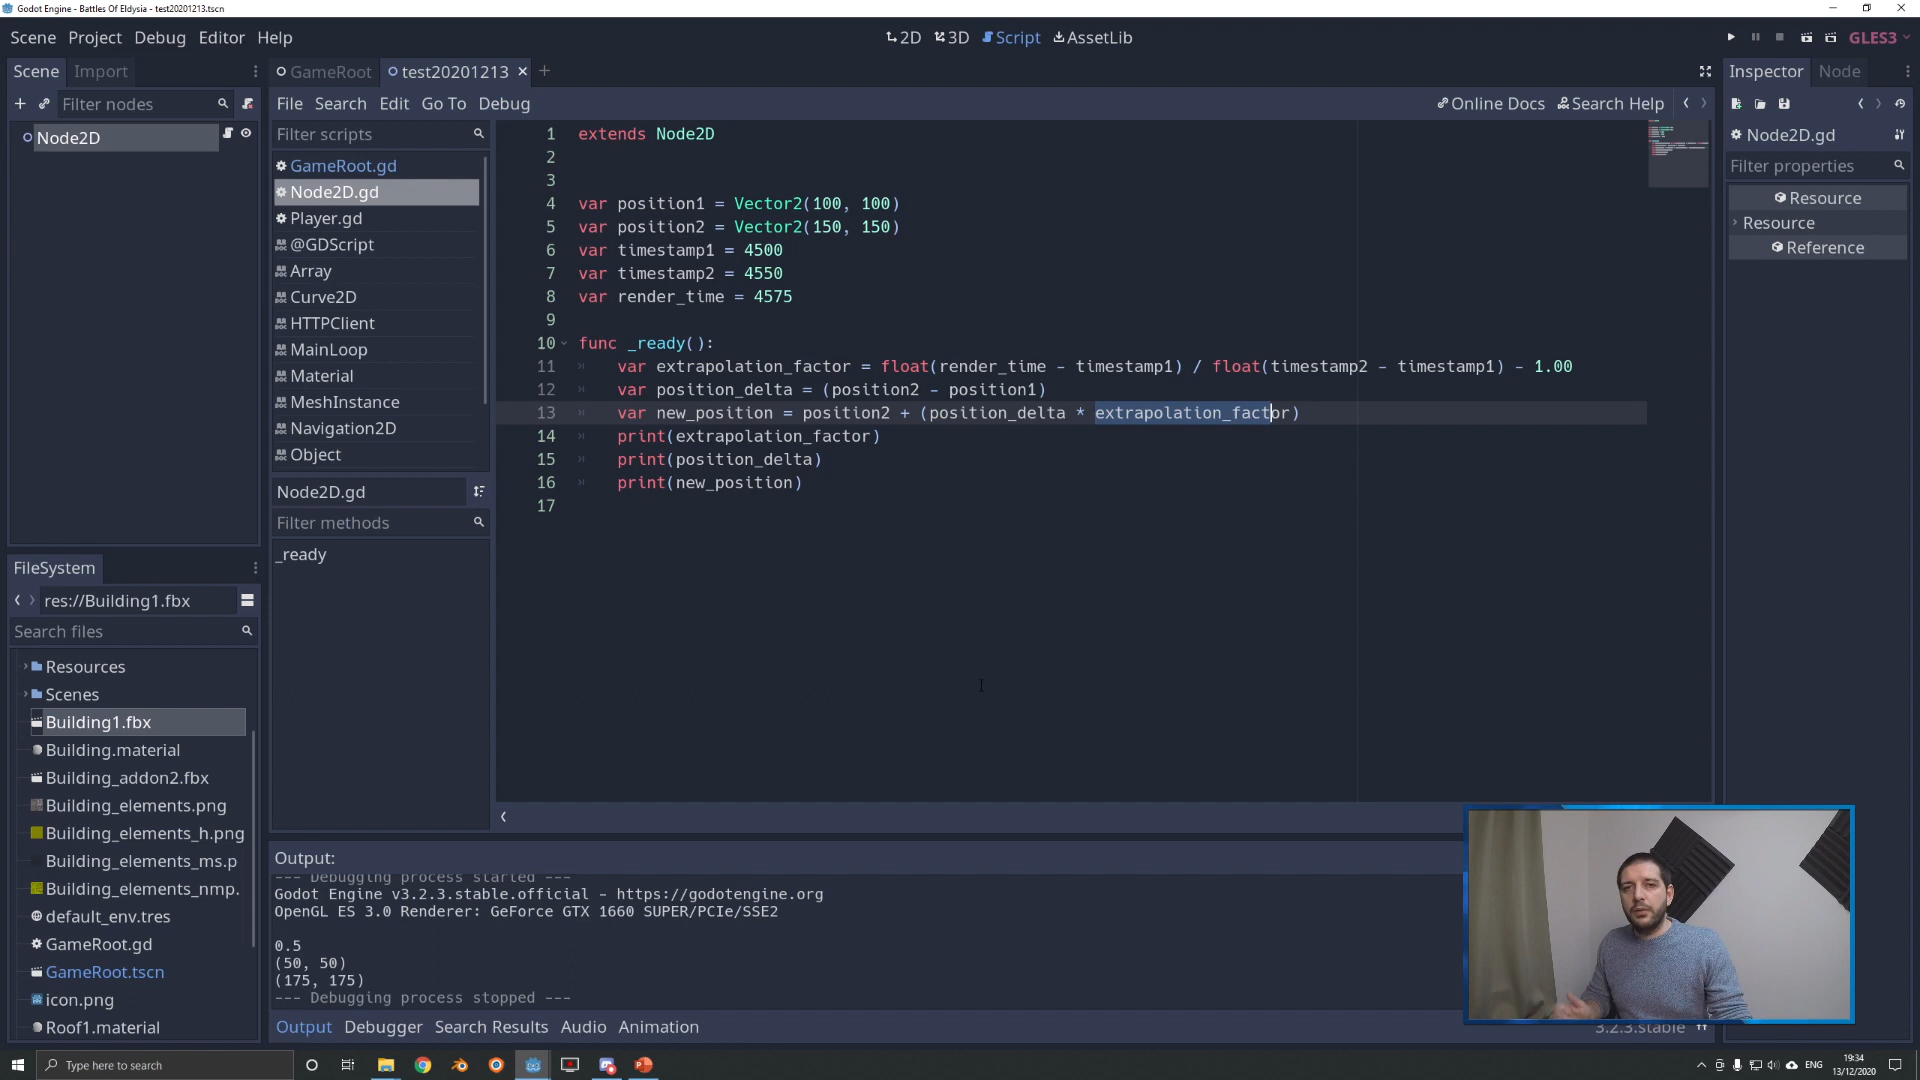 Godot Engine - Battles Of Eldysia - test20201213.tscn
Scene Project Debug Editor Help
2D 3D Script AssetLib
GLES3
Scene Import
Filter nodes
Node2D
GameRoot test20201213
File Search Edit Go To Debug
Online Docs Search Help
Filter scripts
GameRoot.gd
Node2D.gd
Player.gd
@GDScript
Array
Curve2D
HTTPClient
MainLoop
Material
MeshInstance
Navigation2D
Object
Node2D.gd
Filter methods
_ready
1 extends Node2D
2
3
4 var position1 = Vector2(100, 100)
5 var position2 = Vector2(150, 150)
6 var timestamp1 = 4500
7 var timestamp2 = 4550
8 var render_time = 4575
9
10 func _ready():
11 var extrapolation_factor = float(render_time - timestamp1) / float(timestamp2 - timestamp1) - 1.00
12 var position_delta = (position2 - position1)
13 var new_position = position2 + (position_delta * extrapolation_factor)
14 print(extrapolation_factor)
15 print(position_delta)
16 print(new_position)
17
Inspector Node
Node2D.gd
Filter properties
Resource
Resource
Reference
FileSystem
res://Building1.fbx
Search files
Resources
Scenes
Building1.fbx
Building.material
Building_addon2.fbx
Building_elements.png
Building_elements_h.png
Building_elements_ms.p
Building_elements_nmp.
default_env.tres
GameRoot.gd
GameRoot.tscn
icon.png
Roof1.material
Output:
--- Debugging process started ---
Godot Engine v3.2.3.stable.official - https://godotengine.org
OpenGL ES 3.0 Renderer: GeForce GTX 1660 SUPER/PCIe/SSE2
0.5
(50, 50)
(175, 175)
--- Debugging process stopped ---
Output Debugger Search Results Audio Animation
3.2.3.stable
Type here to search
ENG
19:34
13/12/2020